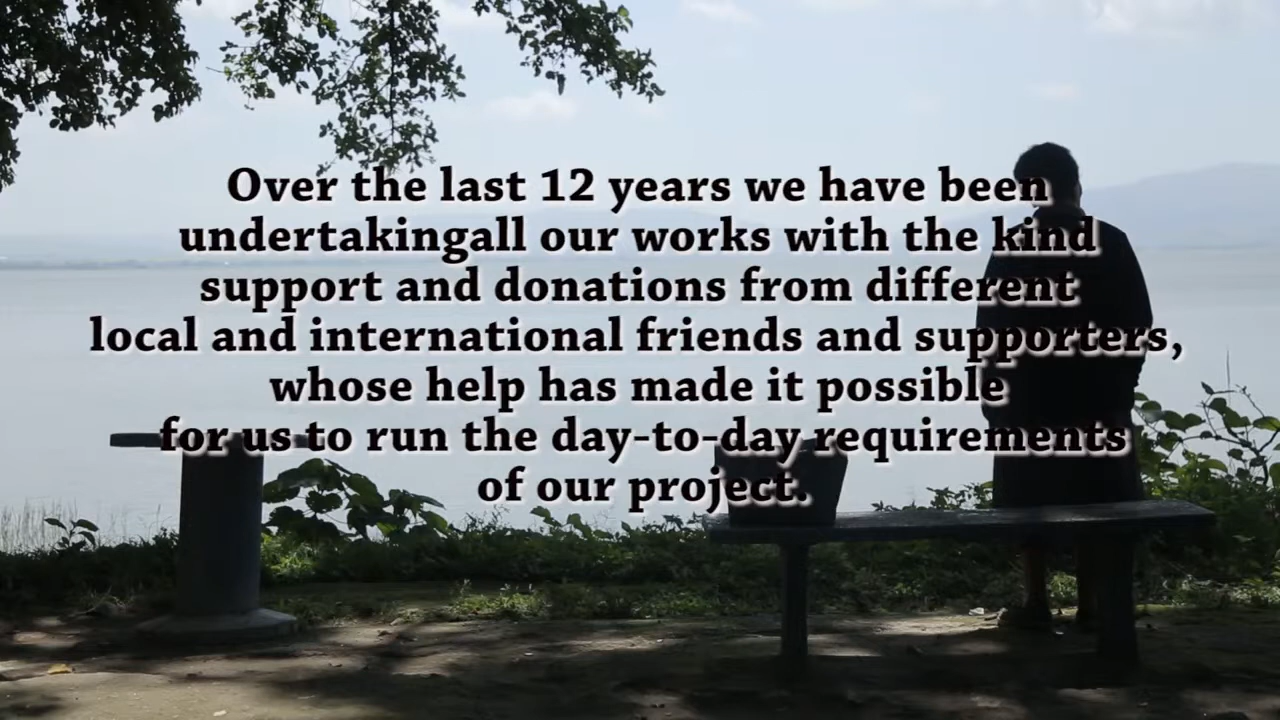 Over the last 12 years we have been
undertakingall our works with the kind
support and donations from different
local and international friends and supporters,
whose help has made it possible
for us to run the day-to-day requirements
of our project.